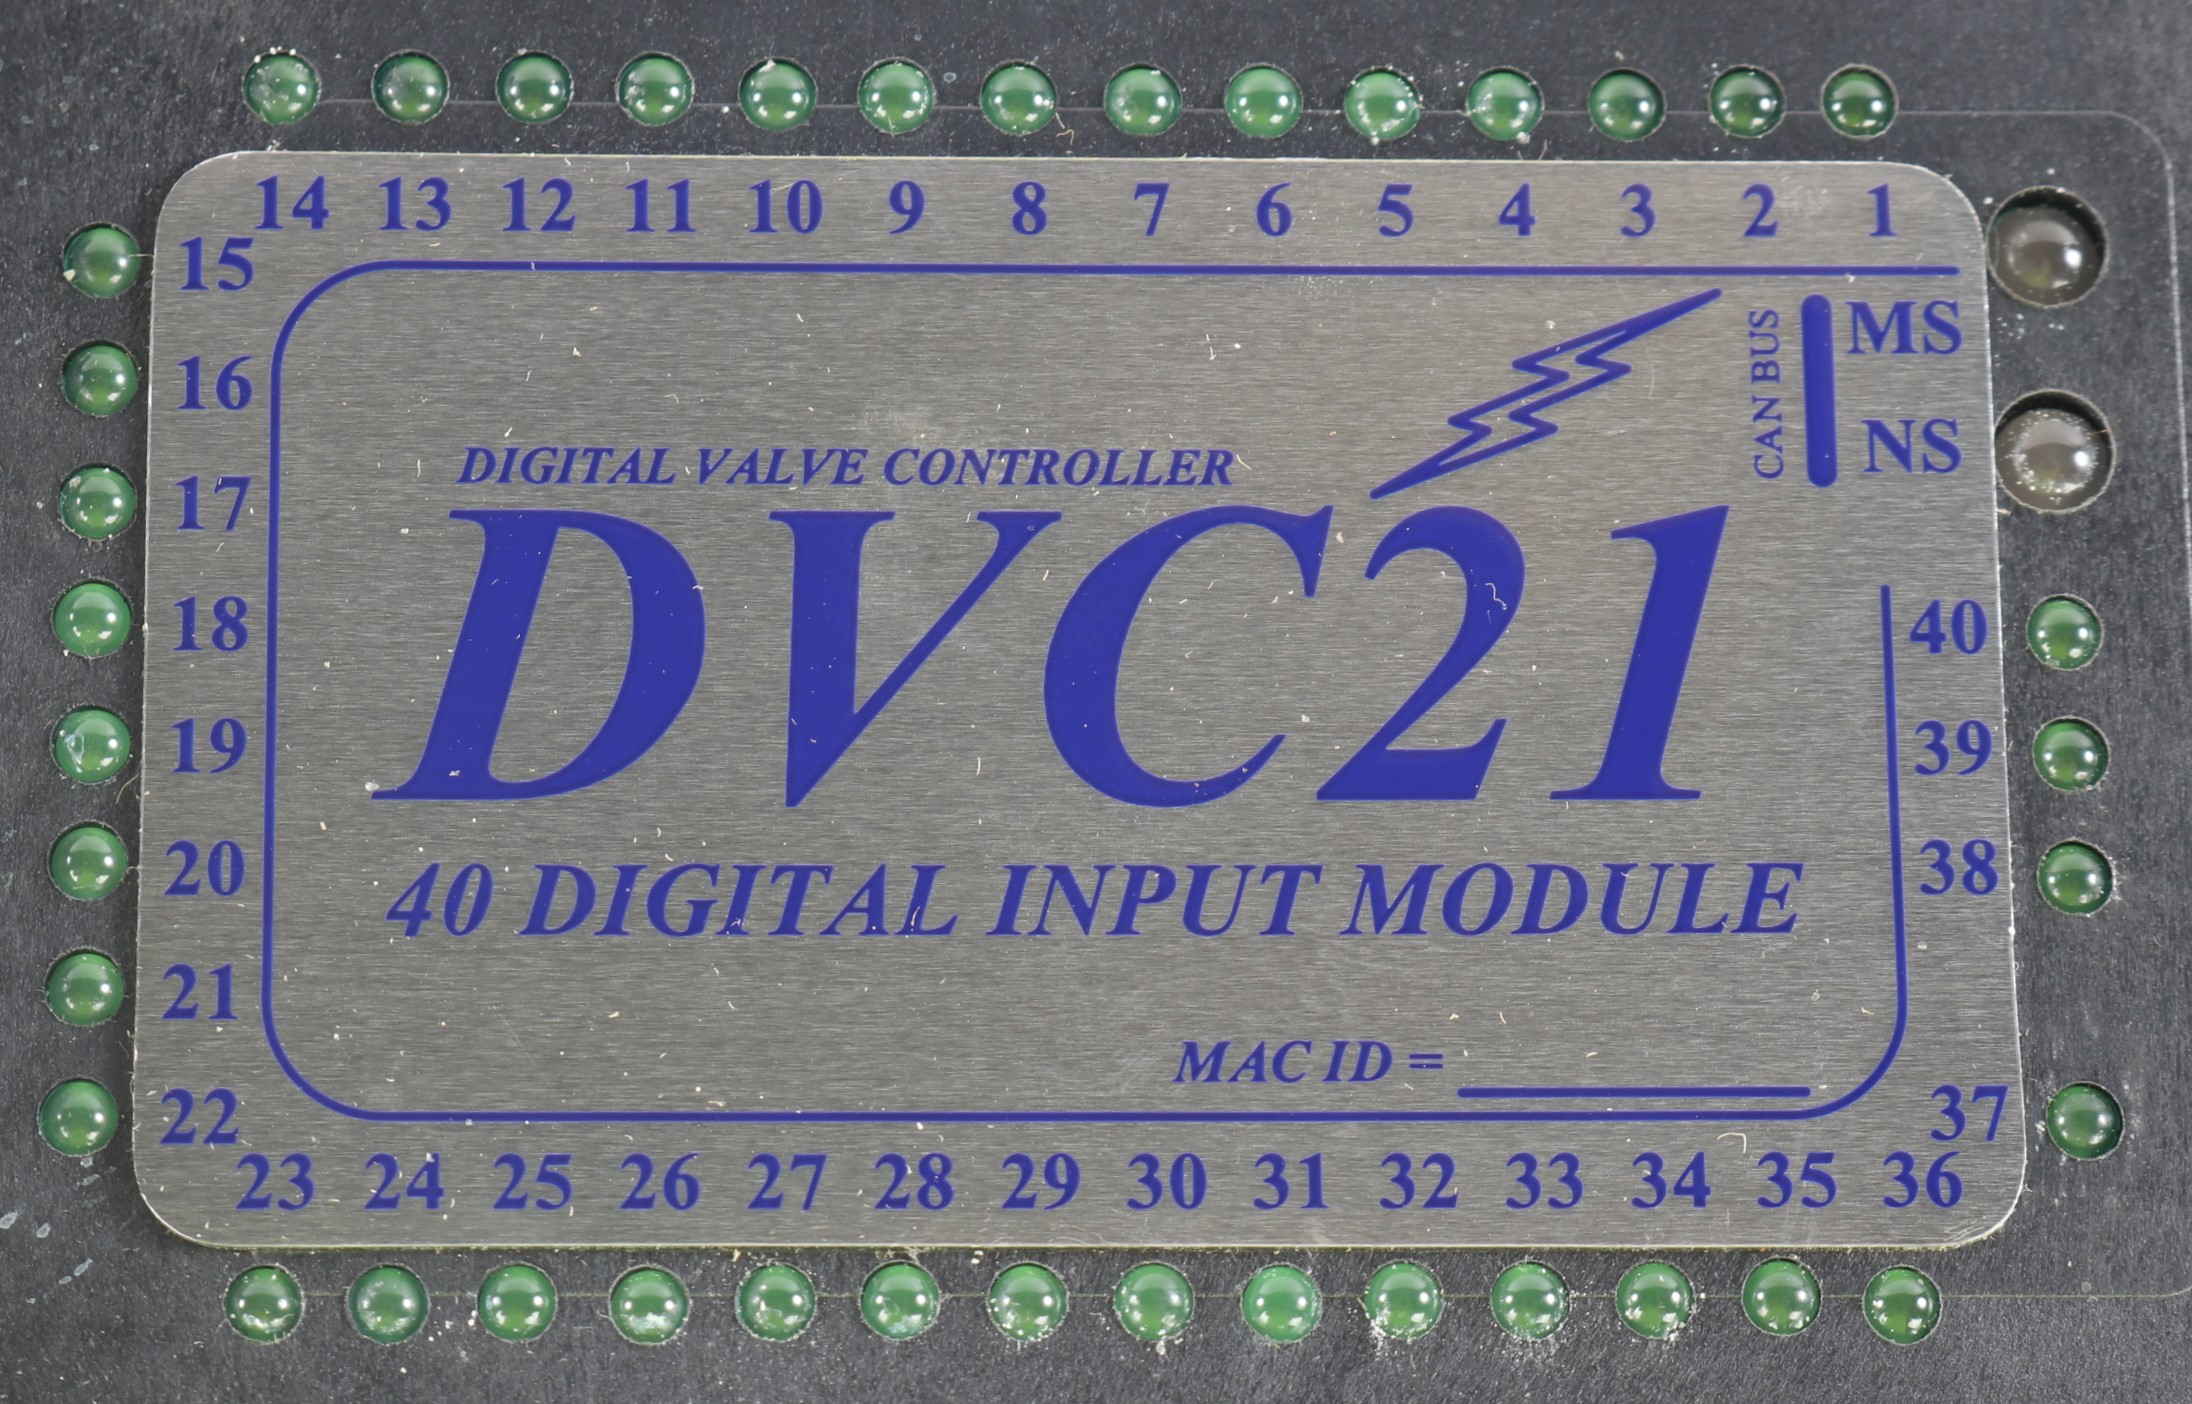 14 13 12 11 10 9 8 7 6 5 4 3 2 1
15
16
17
18
19
20
21
22
CAN BUS
MS
NS
DIGITAL VALVE CONTROLLER
DVC21
40 DIGITAL INPUT MODULE
MAC ID =
40
39
38
37
23 24 25 26 27 28 29 30 31 32 33 34 35 36